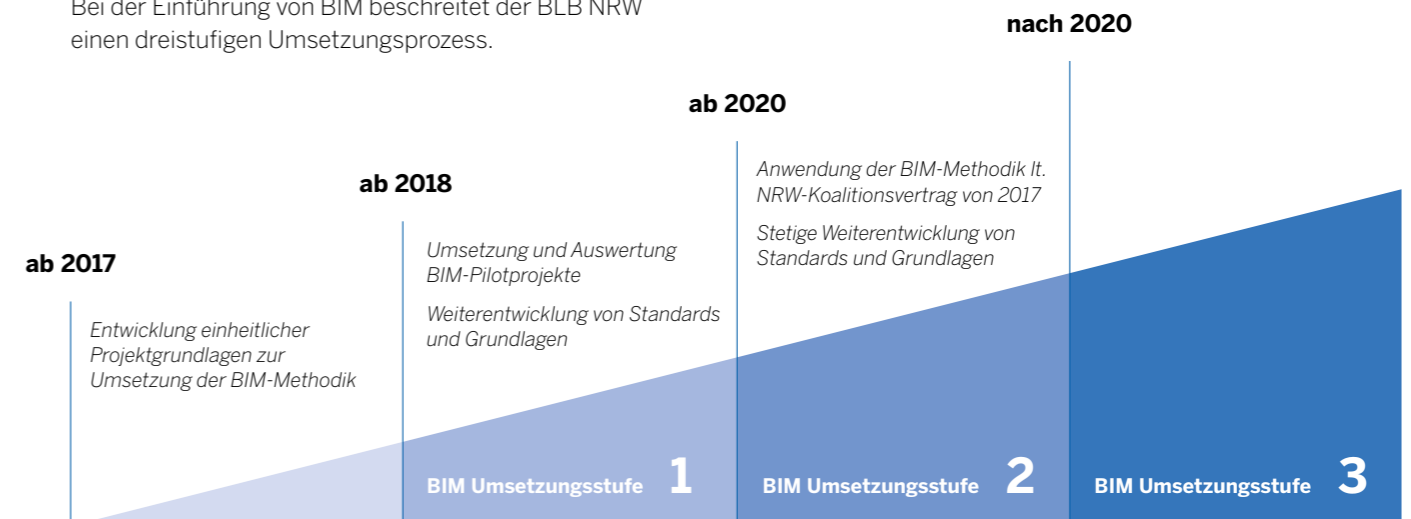 Bei der Einführung von BIM beschreitet der BLB NRW
einen dreistufigen Umsetzungsprozess.
ab 2017
Entwicklung einheitlicher
Projektgrundlagen zur
Umsetzung der BIM-Methodik
ab 2018
Umsetzung und Auswertung
BIM-Pilotprojekte
Weiterentwicklung von Standards
und Grundlagen
BIM Umsetzungsstufe 1
ab 2020
Anwendung der BIM-Methodik lt.
NRW-Koalitionsvertrag von 2017
Stetige Weiterentwicklung von
Standards und Grundlagen
BIM Umsetzungsstufe 2
nach 2020
BIM Umsetzungsstufe 3